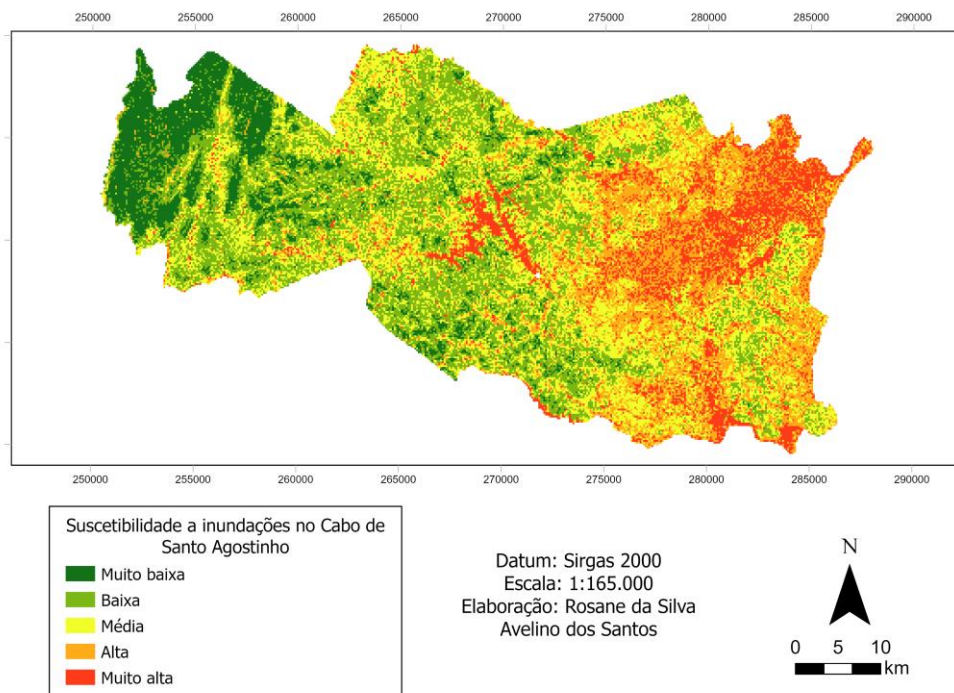 250000 255000 260000 265000 270000 275000 280000 285000 290000
250000 255000 260000 265000 270000 275000 280000 285000 290000
Suscetibilidade a inundações no Cabo de
Santo Agostinho
Muito baixa
Baixa
Média
Alta
Muito alta
Datum: Sirgas 2000
Escala: 1:165.000
Elaboração: Rosane da Silva
Avelino dos Santos
N
0 5 10
km